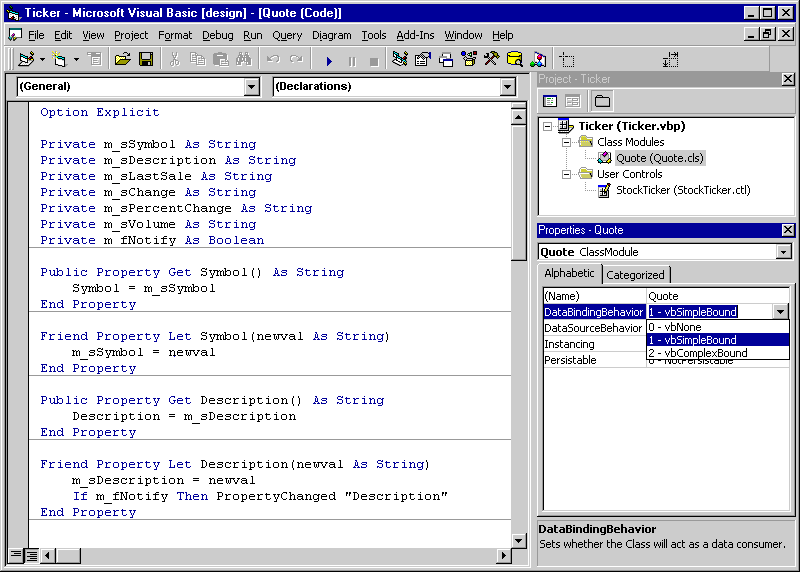 Ticker - Microsoft Visual Basic [design] - [Quote (Code)]
File Edit View Project Format Debug Run Query Diagram Tools Add-Ins Window Help
(General) (Declarations)
Option Explicit
Private m_sSymbol As String
Private m_sDescription As String
Private m_sLastSale As String
Private m_sChange As String
Private m_sPercentChange As String
Private m_sVolume As String
Private m_fNotify As Boolean
Public Property Get Symbol() As String
Symbol = m_sSymbol
End Property
Friend Property Let Symbol(newval As String)
m_sSymbol = newval
End Property
Public Property Get Description() As String
Description = m_sDescription
End Property
Friend Property Let Description(newval As String)
m_sDescription = newval
If m_fNotify Then PropertyChanged "Description"
End Property
Project - Ticker
Ticker (Ticker.vbp)
Class Modules
Quote (Quote.cls)
User Controls
StockTicker (StockTicker.ctl)
Properties - Quote
Quote ClassModule
Alphabetic Categorized
(Name) Quote
DataBindingBehavior 1 - vbSimpleBound
DataSourceBehavior 0 - vbNone
Instancing 1 - vbSimpleBound
2 - vbComplexBound
Persistable 0 - NotPersistable
DataBindingBehavior
Sets whether the Class will act as a data consumer.